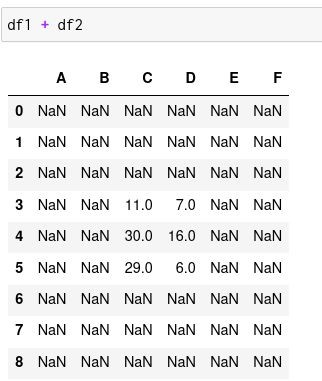 df1 + df2
A B C D E F
0 NaN NaN NaN NaN NaN NaN
1 NaN NaN NaN NaN NaN NaN
2 NaN NaN NaN NaN NaN NaN
3 NaN NaN 11.0 7.0 NaN NaN
4 NaN NaN 30.0 16.0 NaN NaN
5 NaN NaN 29.0 6.0 NaN NaN
6 NaN NaN NaN NaN NaN NaN
7 NaN NaN NaN NaN NaN NaN
8 NaN NaN NaN NaN NaN NaN